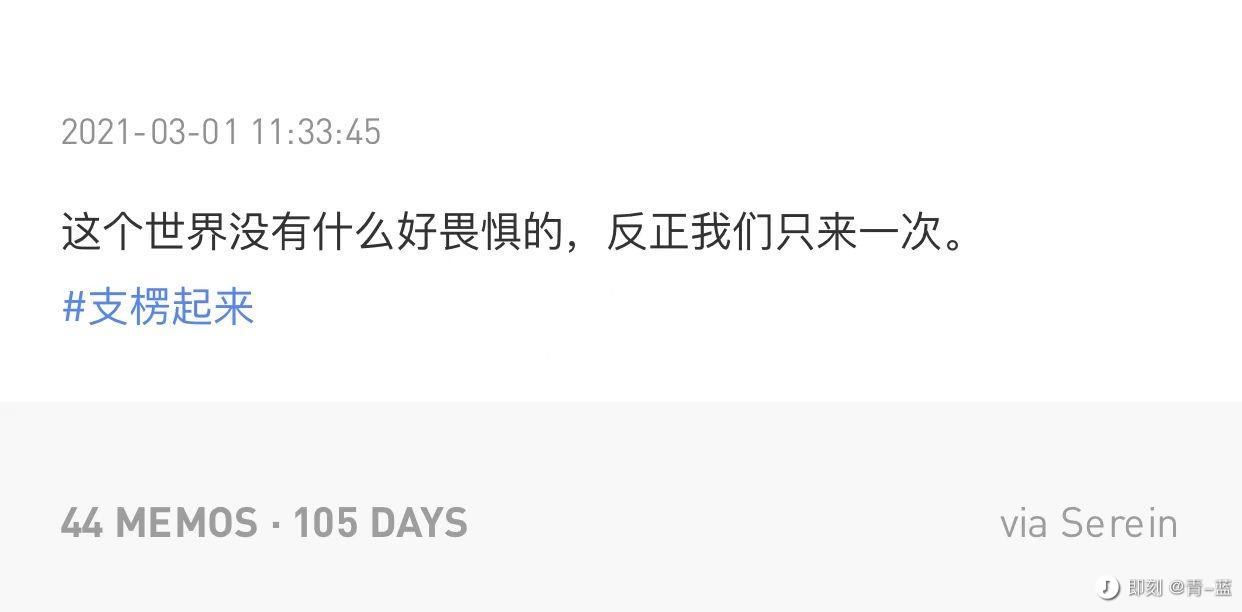 2021-03-01 11:33:45
这个世界没有什么好畏惧的，反正我们只来一次。
#支楞起来
44 MEMOS · 105 DAYS
via Serein
即刻 @青-蓝